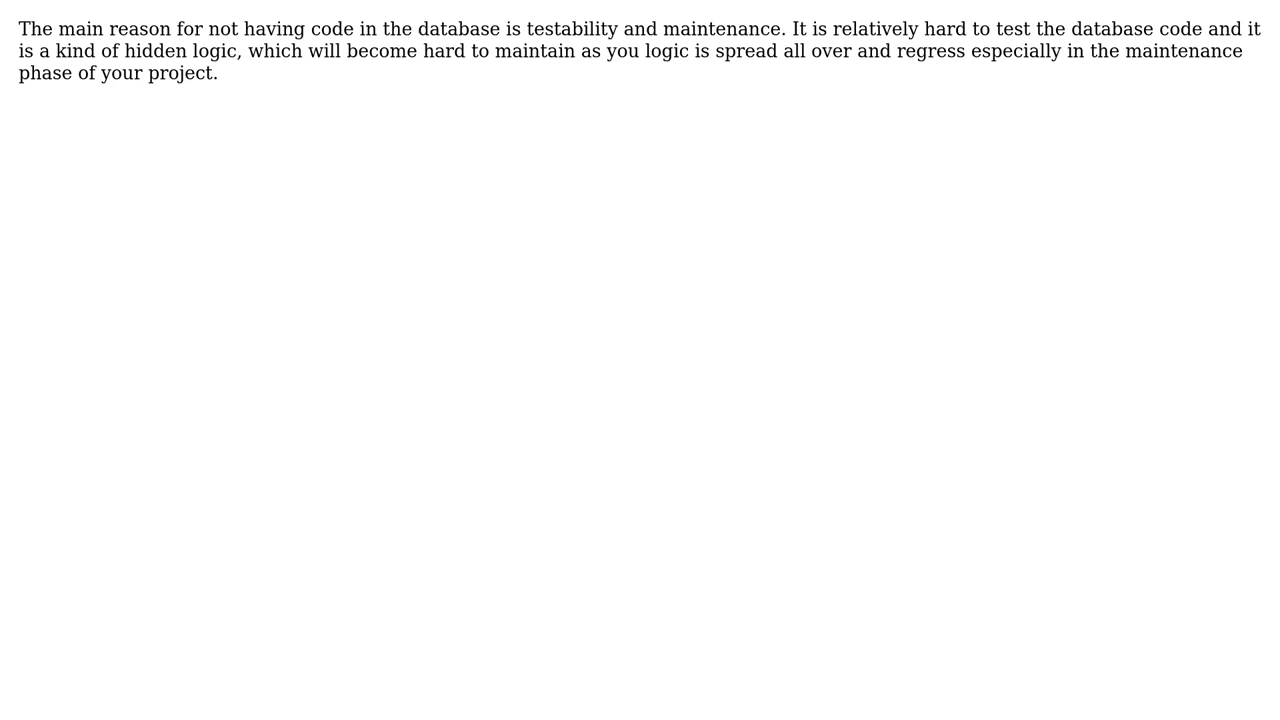 The main reason for not having code in the database is testability and maintenance. It is relatively hard to test the database code and it
is a kind of hidden logic, which will become hard to maintain as you logic is spread all over and regress especially in the maintenance
phase of your project.